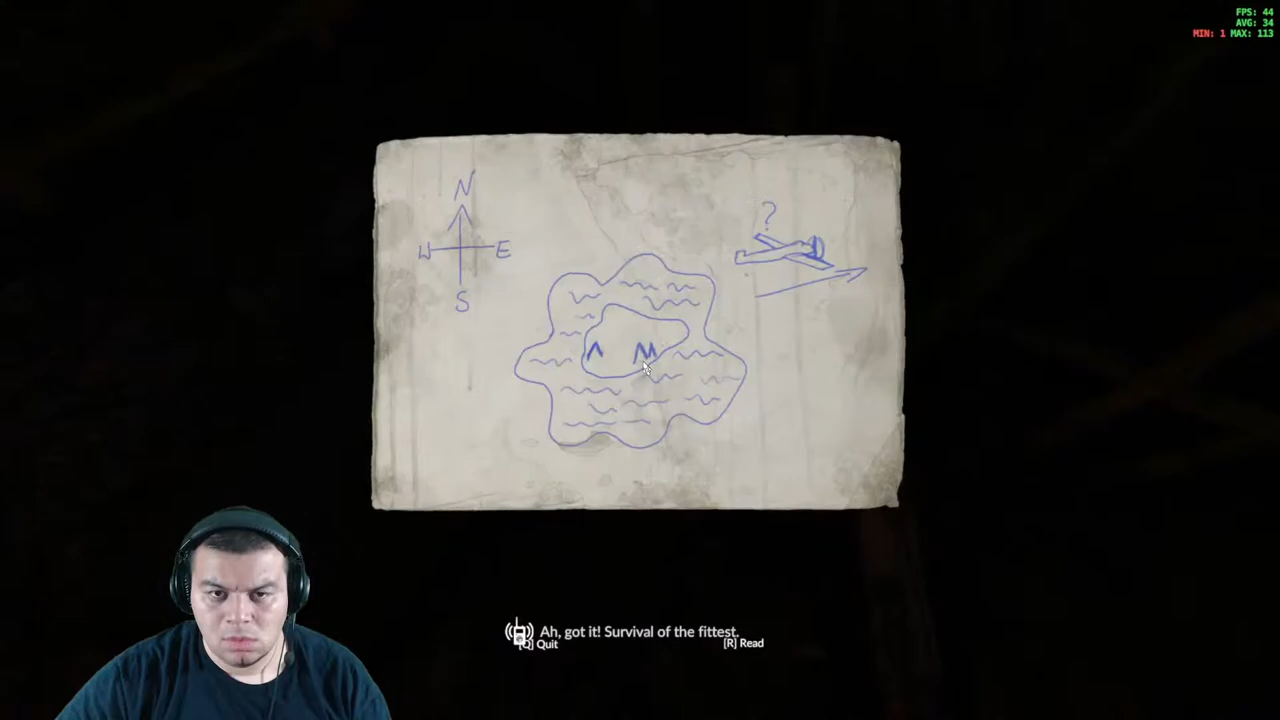 FPS: 44
AVG: 34
MIN: 1 MAX: 113
N
W E
S
?
Ah, got it! Survival of the fittest.
[Q] Quit [R] Read